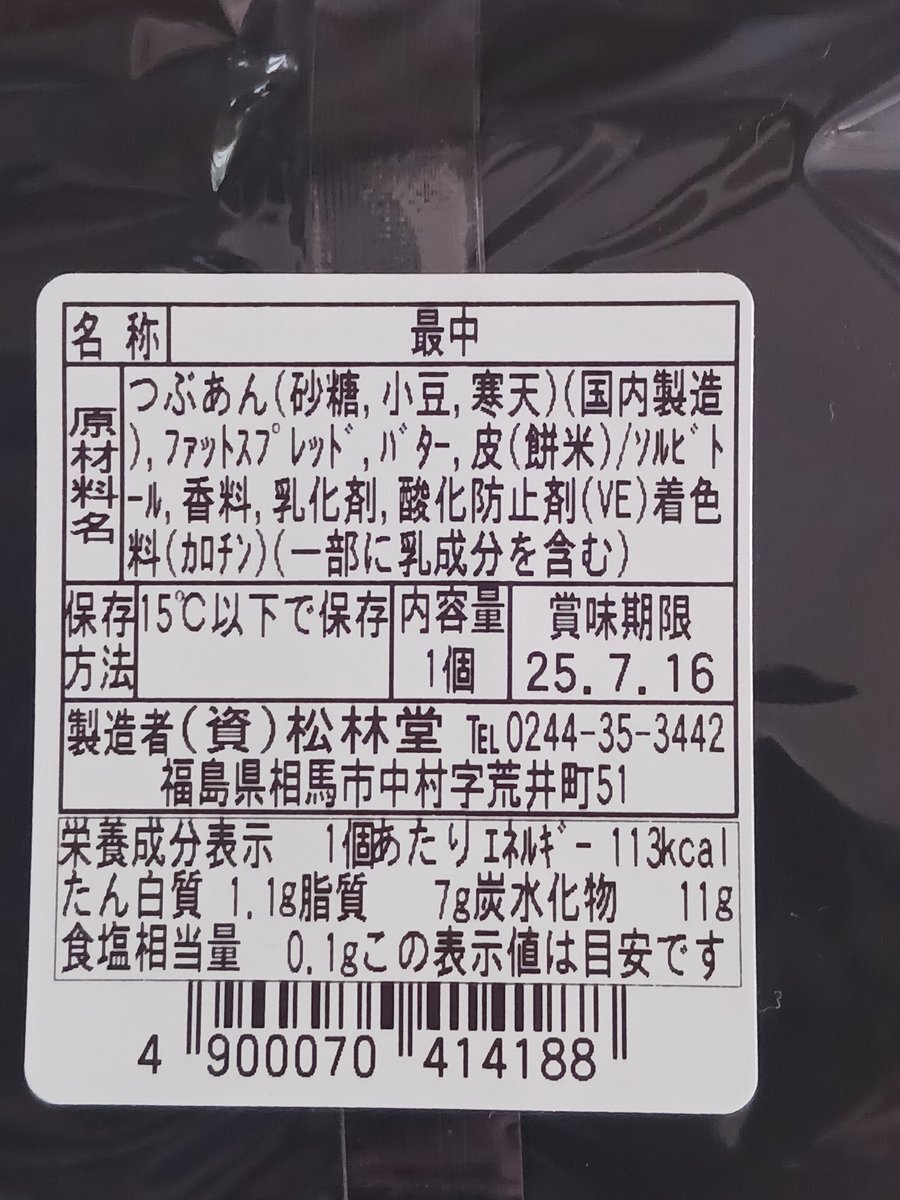 名称 最中
原材料名
つぶあん(砂糖,小豆,寒天)(国内製造
),ﾌｧｯﾄｽﾌﾟﾚｯﾄﾞ,ﾊﾞﾀｰ,皮(餅米)/ｿﾙﾋﾞﾄ
ｰﾙ,香料,乳化剤,酸化防止剤(VE)着色
料(ｶﾛﾁﾝ)(一部に乳成分を含む)
保存方法 15℃以下で保存
内容量 1個
賞味期限
25.7.16
製造者(資)松林堂 TEL0244-35-3442
福島県相馬市中村字荒井町51
栄養成分表示 1個あたりｴﾈﾙｷﾞｰ 113kcal
たん白質 1.1g脂質 7g炭水化物 11g
食塩相当量 0.1gこの表示値は目安です
4 900070 414188